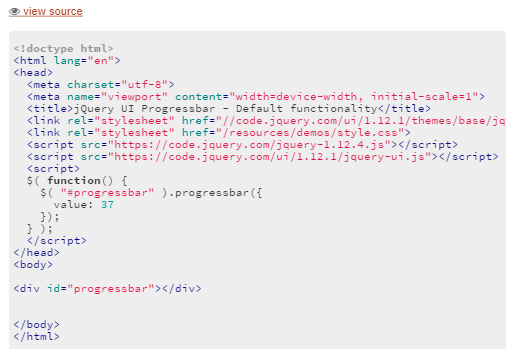 view source
<!doctype html>
<html lang="en">
<head>
  <meta charset="utf-8">
  <meta name="viewport" content="width=device-width, initial-scale=1">
  <title>jQuery UI Progressbar - Default functionality</title>
  <link rel="stylesheet" href="//code.jquery.com/ui/1.12.1/themes/base/jq
  <link rel="stylesheet" href="/resources/demos/style.css">
  <script src="https://code.jquery.com/jquery-1.12.4.js"></script>
  <script src="https://code.jquery.com/ui/1.12.1/jquery-ui.js"></script>
  <script>
  $( function() {
    $( "#progressbar" ).progressbar({
      value: 37
    });
  } );
  </script>
</head>
<body>
<div id="progressbar"></div>
</body>
</html>